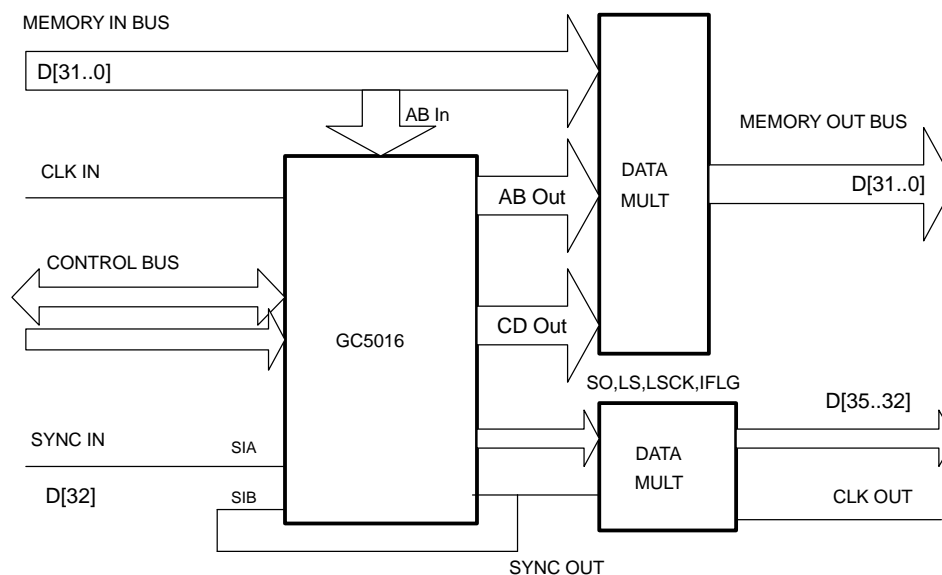 MEMORY IN BUS
D[31..0]
AB In
MEMORY OUT BUS
D[31..0]
CLK IN
DATA
MULT
AB Out
CONTROL BUS
CD Out
GC5016
SO,LS,LSCK,IFLG
D[35..32]
SYNC IN
SIA
DATA
MULT
D[32]
SIB
CLK OUT
SYNC OUT